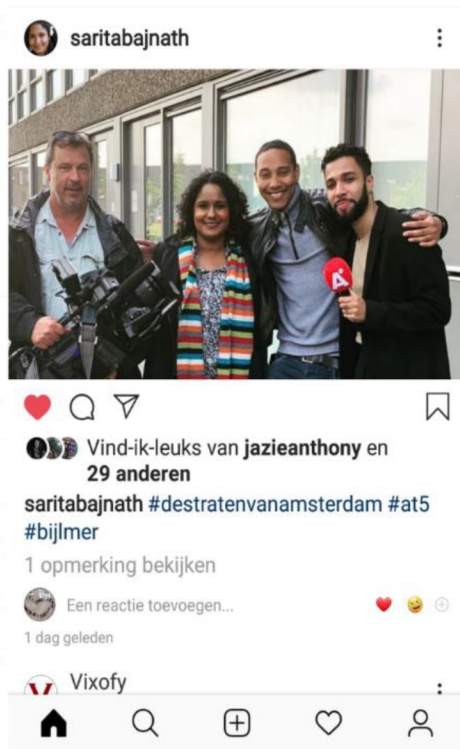 saritabajnath
A
Vind-ik-leuks van jazieanthony en
29 anderen
saritabajnath #destratenvanamsterdam #at5
#bijlmer
1 opmerking bekijken
Een reactie toevoegen...
1 dag geleden
V
Vixofy